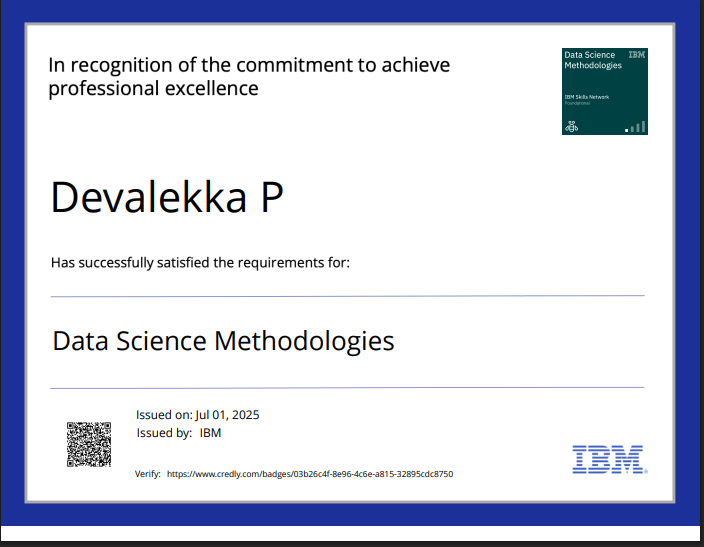 In recognition of the commitment to achieve
professional excellence
Data Science
Methodologies
IBM
IBM Skills Network
Foundational
Devalekka P
Has successfully satisfied the requirements for:
Data Science Methodologies
Issued on: Jul 01, 2025
Issued by: IBM
Verify: https://www.credly.com/badges/03b26c4f-8e96-4c6e-a815-32895cdc8750
IBM